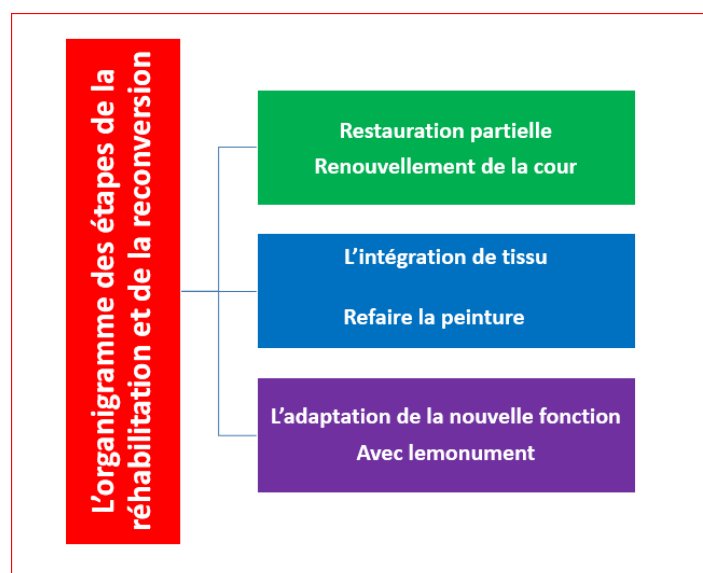 L'organigramme des étapes de la
réhabilitation et de la reconversion
Restauration partielle
Renouvellement de la cour
L'intégration de tissu
Refaire la peinture
L'adaptation de la nouvelle fonction
Avec lemonument